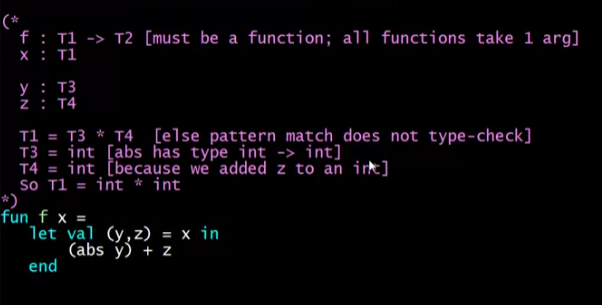 (*
f : T1 -> T2 [must be a function; all functions take 1 arg]
x : T1
y : T3
z : T4
T1 = T3 * T4 [else pattern match does not type-check]
T3 = int [abs has type int -> int]
T4 = int [because we added z to an int]
So T1 = int * int
*)
fun f x =
let val (y,z) = x in
(abs y) + z
end